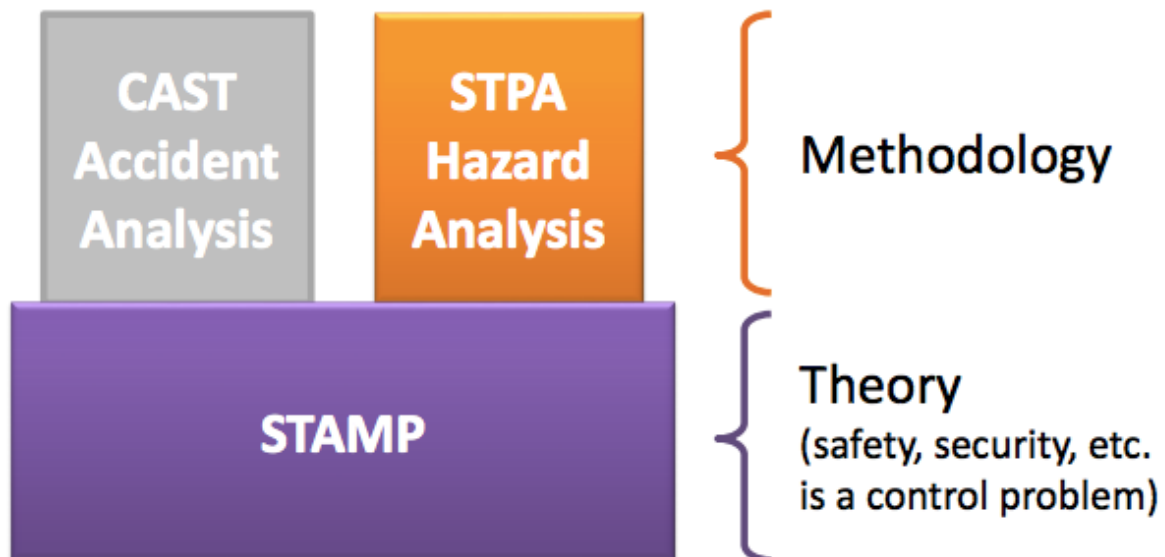 CAST
Accident
Analysis
STPA
Hazard
Analysis
Methodology
STAMP
Theory
(safety, security, etc.
is a control problem)